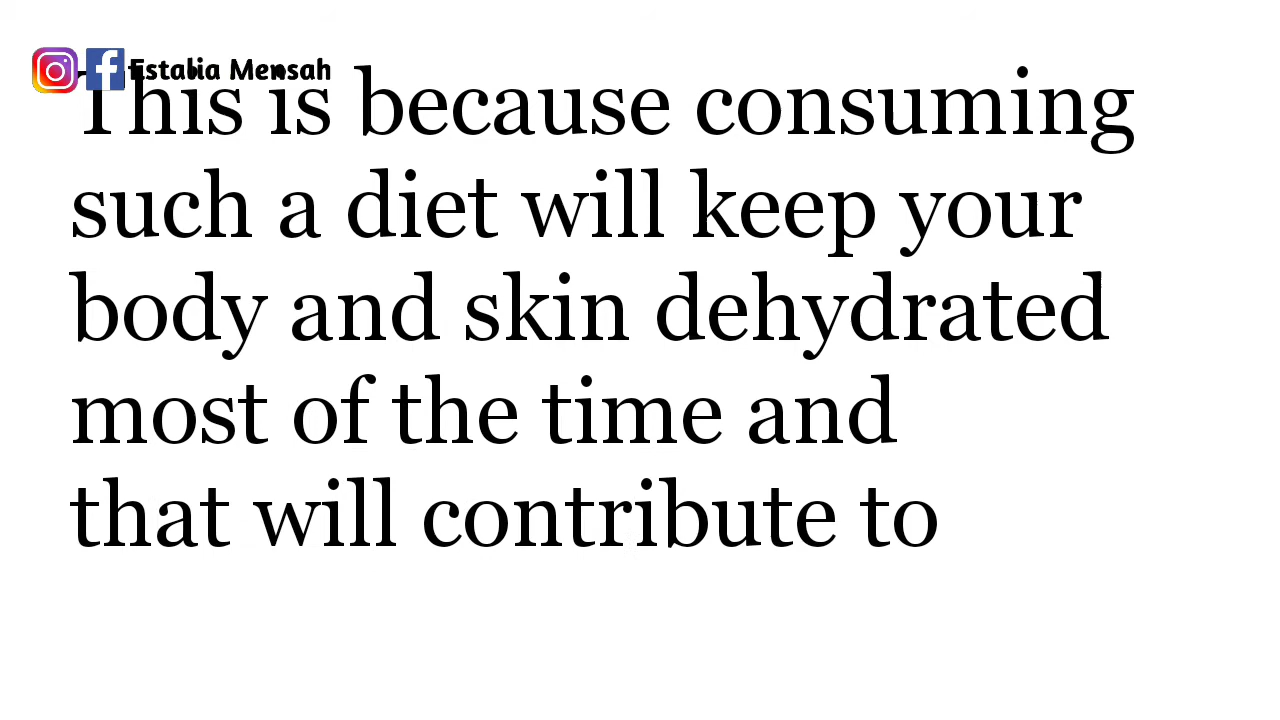 Estalia Mensah
This is because consuming
such a diet will keep your
body and skin dehydrated
most of the time and
that will contribute to